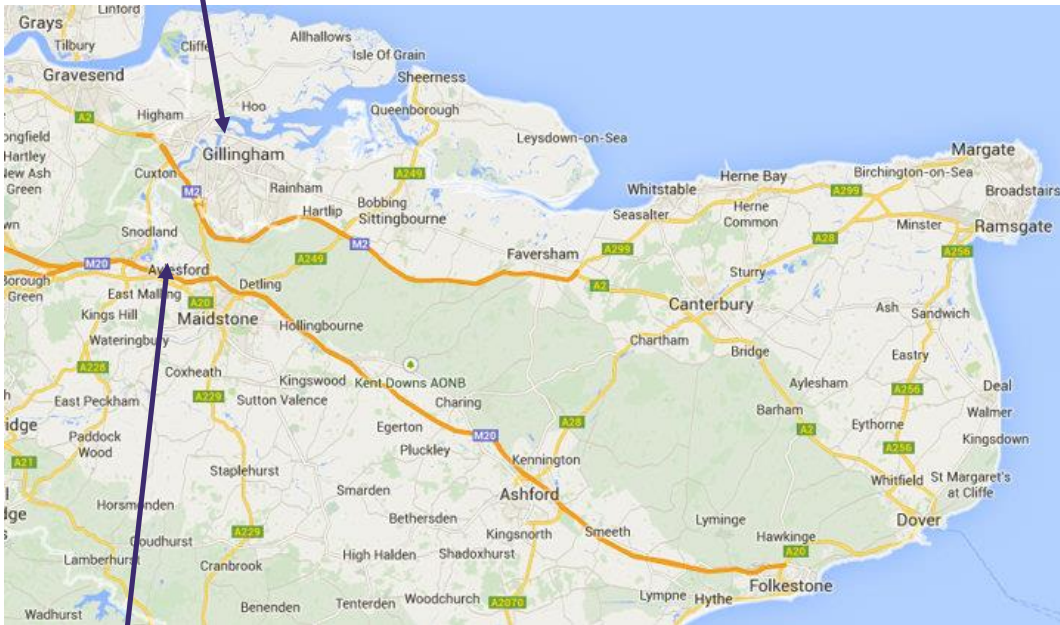 Linford
Grays
Tilbury
Cliffe
Allhallows
Isle Of Grain
Gravesend
Sheerness
Higham
Hoo
Queenborough
A2
ongfield
Hartley
New Ash
Green
Gillingham
Leysdown-on-Sea
Margate
Cuxton
M2
Rainham
A249
Whitstable
Herne Bay
A299
Birchington-on-Sea
Broadstairs
Hartlip
Bobbing
Sittingbourne
Seasalter
Herne
Common
Minster
Ramsgate
Snodland
M2
Faversham
A299
A28
A256
wn
M20
Aylesford
A249
Sturry
Borough
Green
East Malling
Detling
A2
Canterbury
Ash
Sandwich
Kings Hill
A20
Maidstone
Hollingbourne
Wateringbury
Chartham
Bridge
Eastry
A228
Coxheath
Kingswood
Kent Downs AONB
Aylesham
A256
Deal
East Peckham
A229
Sutton Valence
Charing
Barham
Walmer
idge
Egerton
A28
A2
Eythorne
Kingsdown
Paddock
Wood
M20
A21
Pluckley
Kennington
A256
Staplehurst
Whitfield
St Margaret's
at Cliffe
Smarden
Ashford
Horsmonden
Bethersden
Lyminge
Dover
dge
A229
Kingsnorth
Smeeth
Hawkinge
Goudhurst
High Halden
Shadoxhurst
A20
Lamberhurst
Cranbrook
Folkestone
Benenden
Tenterden
Woodchurch
A2070
Lympne
Hythe
Wadhurst